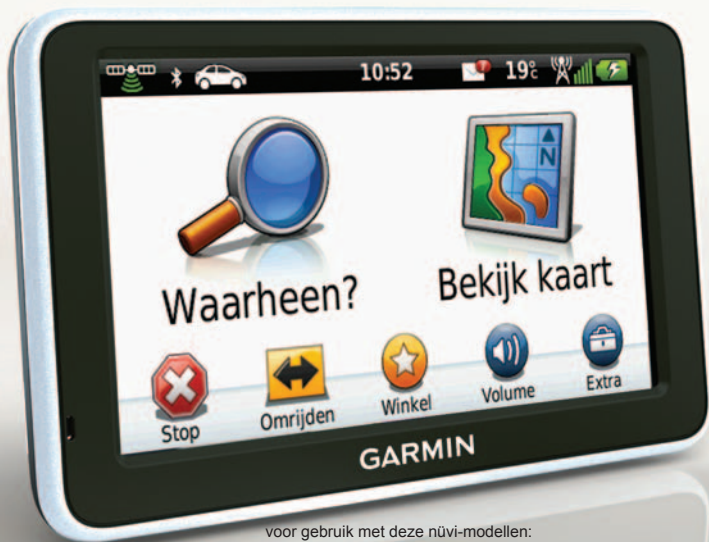 10:52
19°c
Waarheen?
Bekijk kaart
Stop
Omrijden
Winkel
Volume
Extra
GARMIN
voor gebruik met deze nüvi-modellen: